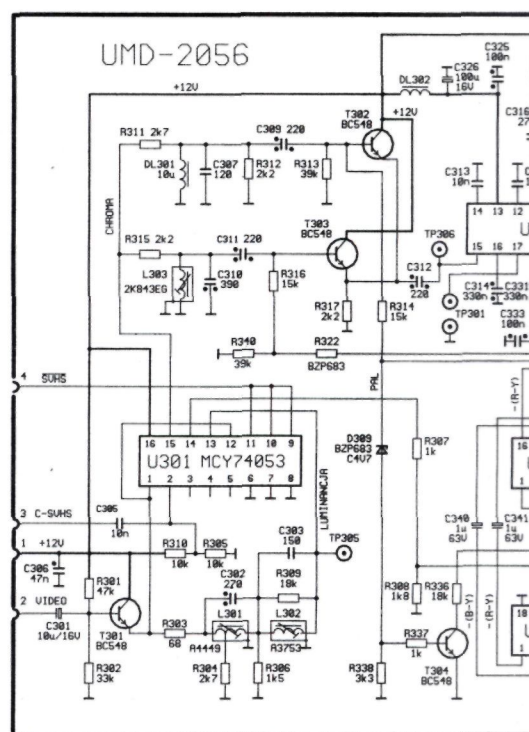 UMD-2056
C325
100n
C326
100u
16V
DL302
+12V
+12V
C316
T302
BC548
R311 2k7
C309 220
DL301
10u
C307
120
R312
2k2
R313
39k
C313
10n
CHROMA
T303
BC548
14
13
12
U
15
16
17
TP306
R315 2k2
C311 220
L303
2K843EG
C310
390
R316
15k
C312
220
C314
330n
C331
330n
R317
2k2
R314
15k
TP301
C333
100n
R340
39k
R322
BZP683
4
SVHS
PAL
-(R-Y)
16 15 14 13 12 11 10 9
U301 MCY74053
1 2 3 4 5 6 7 8
D309
BZP683
C4V7
R307
1k
16
1
LUMINANCJA
3
C-SVHS
C305
10n
C303
150
TP305
C340
1u
63V
C341
1u
63V
1
+12V
R310
10k
R305
10k
C306
47n
R301
47k
C302
270
R309
18k
R308
1k8
R336
18k
2
VIDEO
C301
10u/16V
T301
BC548
R303
68
L301
A4449
L302
A3753
-(B-Y)
-(R-Y)
18
U
1
R337
1k
R302
33k
R304
2k7
R306
1k5
R338
3k3
T304
BC548